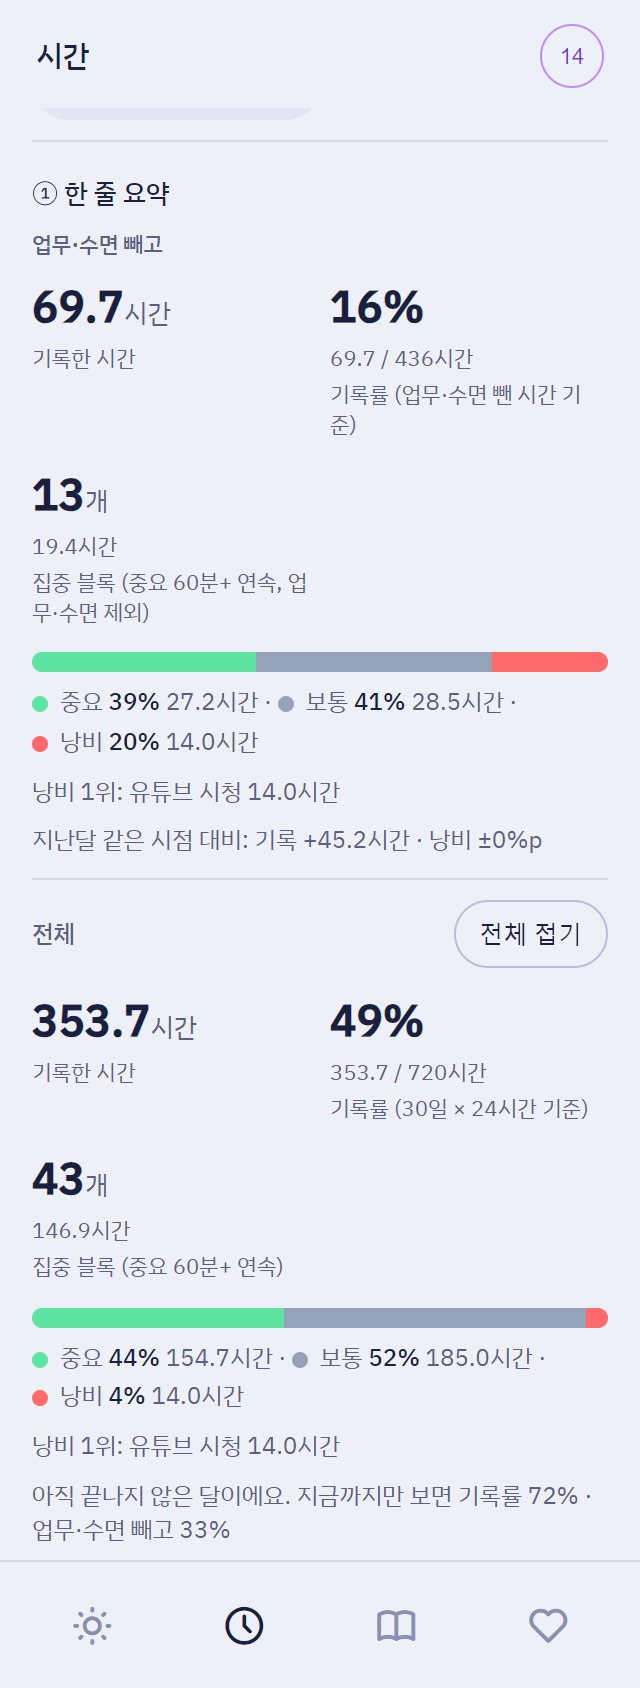 시간
14
① 한 줄 요약
업무·수면 빼고
69.7시간
기록한 시간
16%
69.7 / 436시간
기록률 (업무·수면 뺀 시간 기
준)
13개
19.4시간
집중 블록 (중요 60분+ 연속, 업
무·수면 제외)
중요 39% 27.2시간 · 보통 41% 28.5시간 ·
낭비 20% 14.0시간
낭비 1위: 유튜브 시청 14.0시간
지난달 같은 시점 대비: 기록 +45.2시간 · 낭비 ±0%p
전체
전체 접기
353.7시간
기록한 시간
49%
353.7 / 720시간
기록률 (30일 × 24시간 기준)
43개
146.9시간
집중 블록 (중요 60분+ 연속)
중요 44% 154.7시간 · 보통 52% 185.0시간 ·
낭비 4% 14.0시간
낭비 1위: 유튜브 시청 14.0시간
아직 끝나지 않은 달이에요. 지금까지만 보면 기록률 72% ·
업무·수면 빼고 33%